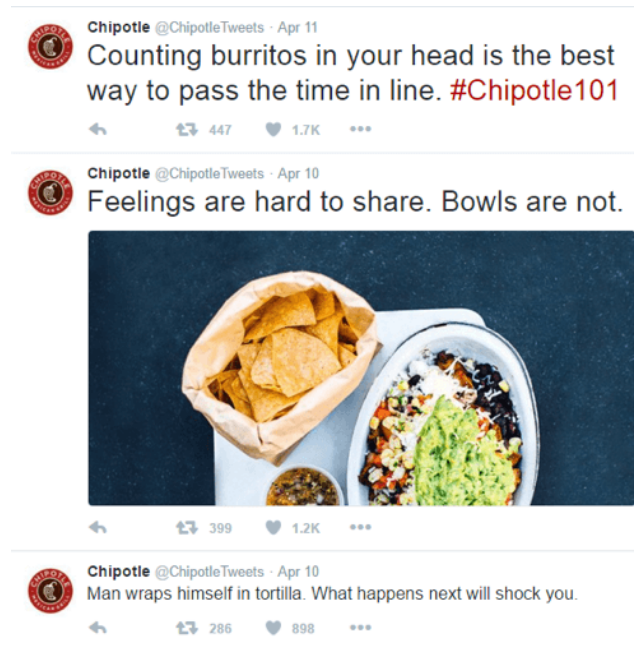 Chipotle @ChipotleTweets · Apr 11
Counting burritos in your head is the best
way to pass the time in line. #Chipotle101
447 1.7K
Chipotle @ChipotleTweets · Apr 10
Feelings are hard to share. Bowls are not.
399 1.2K
Chipotle @ChipotleTweets · Apr 10
Man wraps himself in tortilla. What happens next will shock you.
286 898